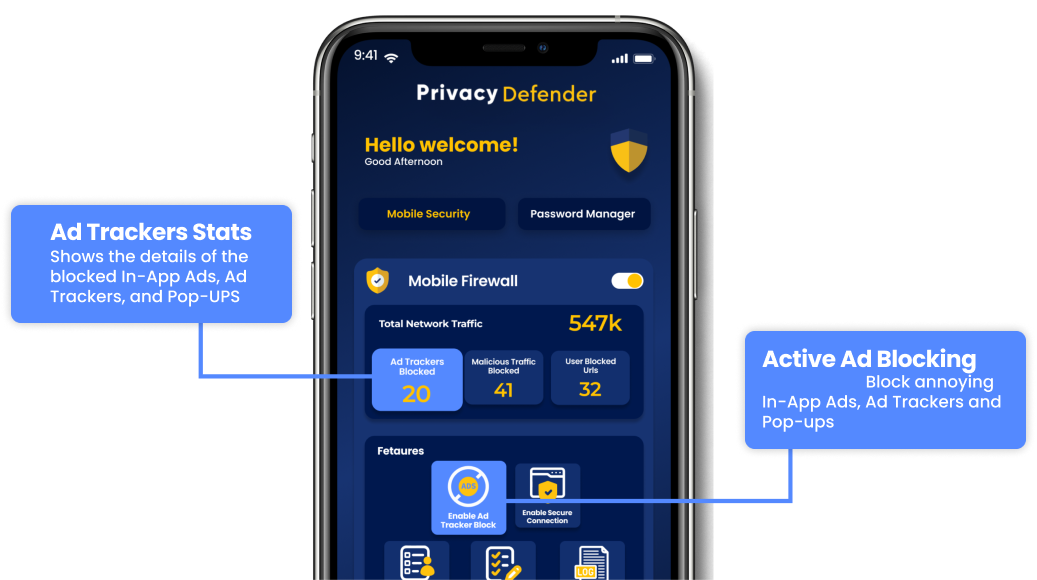 9:41
Privacy Defender
Hello welcome!
Good Afternoon
Mobile Security
Password Manager
Ad Trackers Stats
Shows the details of the
blocked In-App Ads, Ad
Trackers, and Pop-UPS
Mobile Firewall
Total Network Traffic
547k
Ad Trackers
Blocked
20
Malicious Traffic
Blocked
41
User Blocked
Urls
32
Active Ad Blocking
Block annoying
In-App Ads, Ad Trackers and
Pop-ups
Fetaures
ADS
Enable Ad
Tracker Block
Enable Secure
Connection
LOG